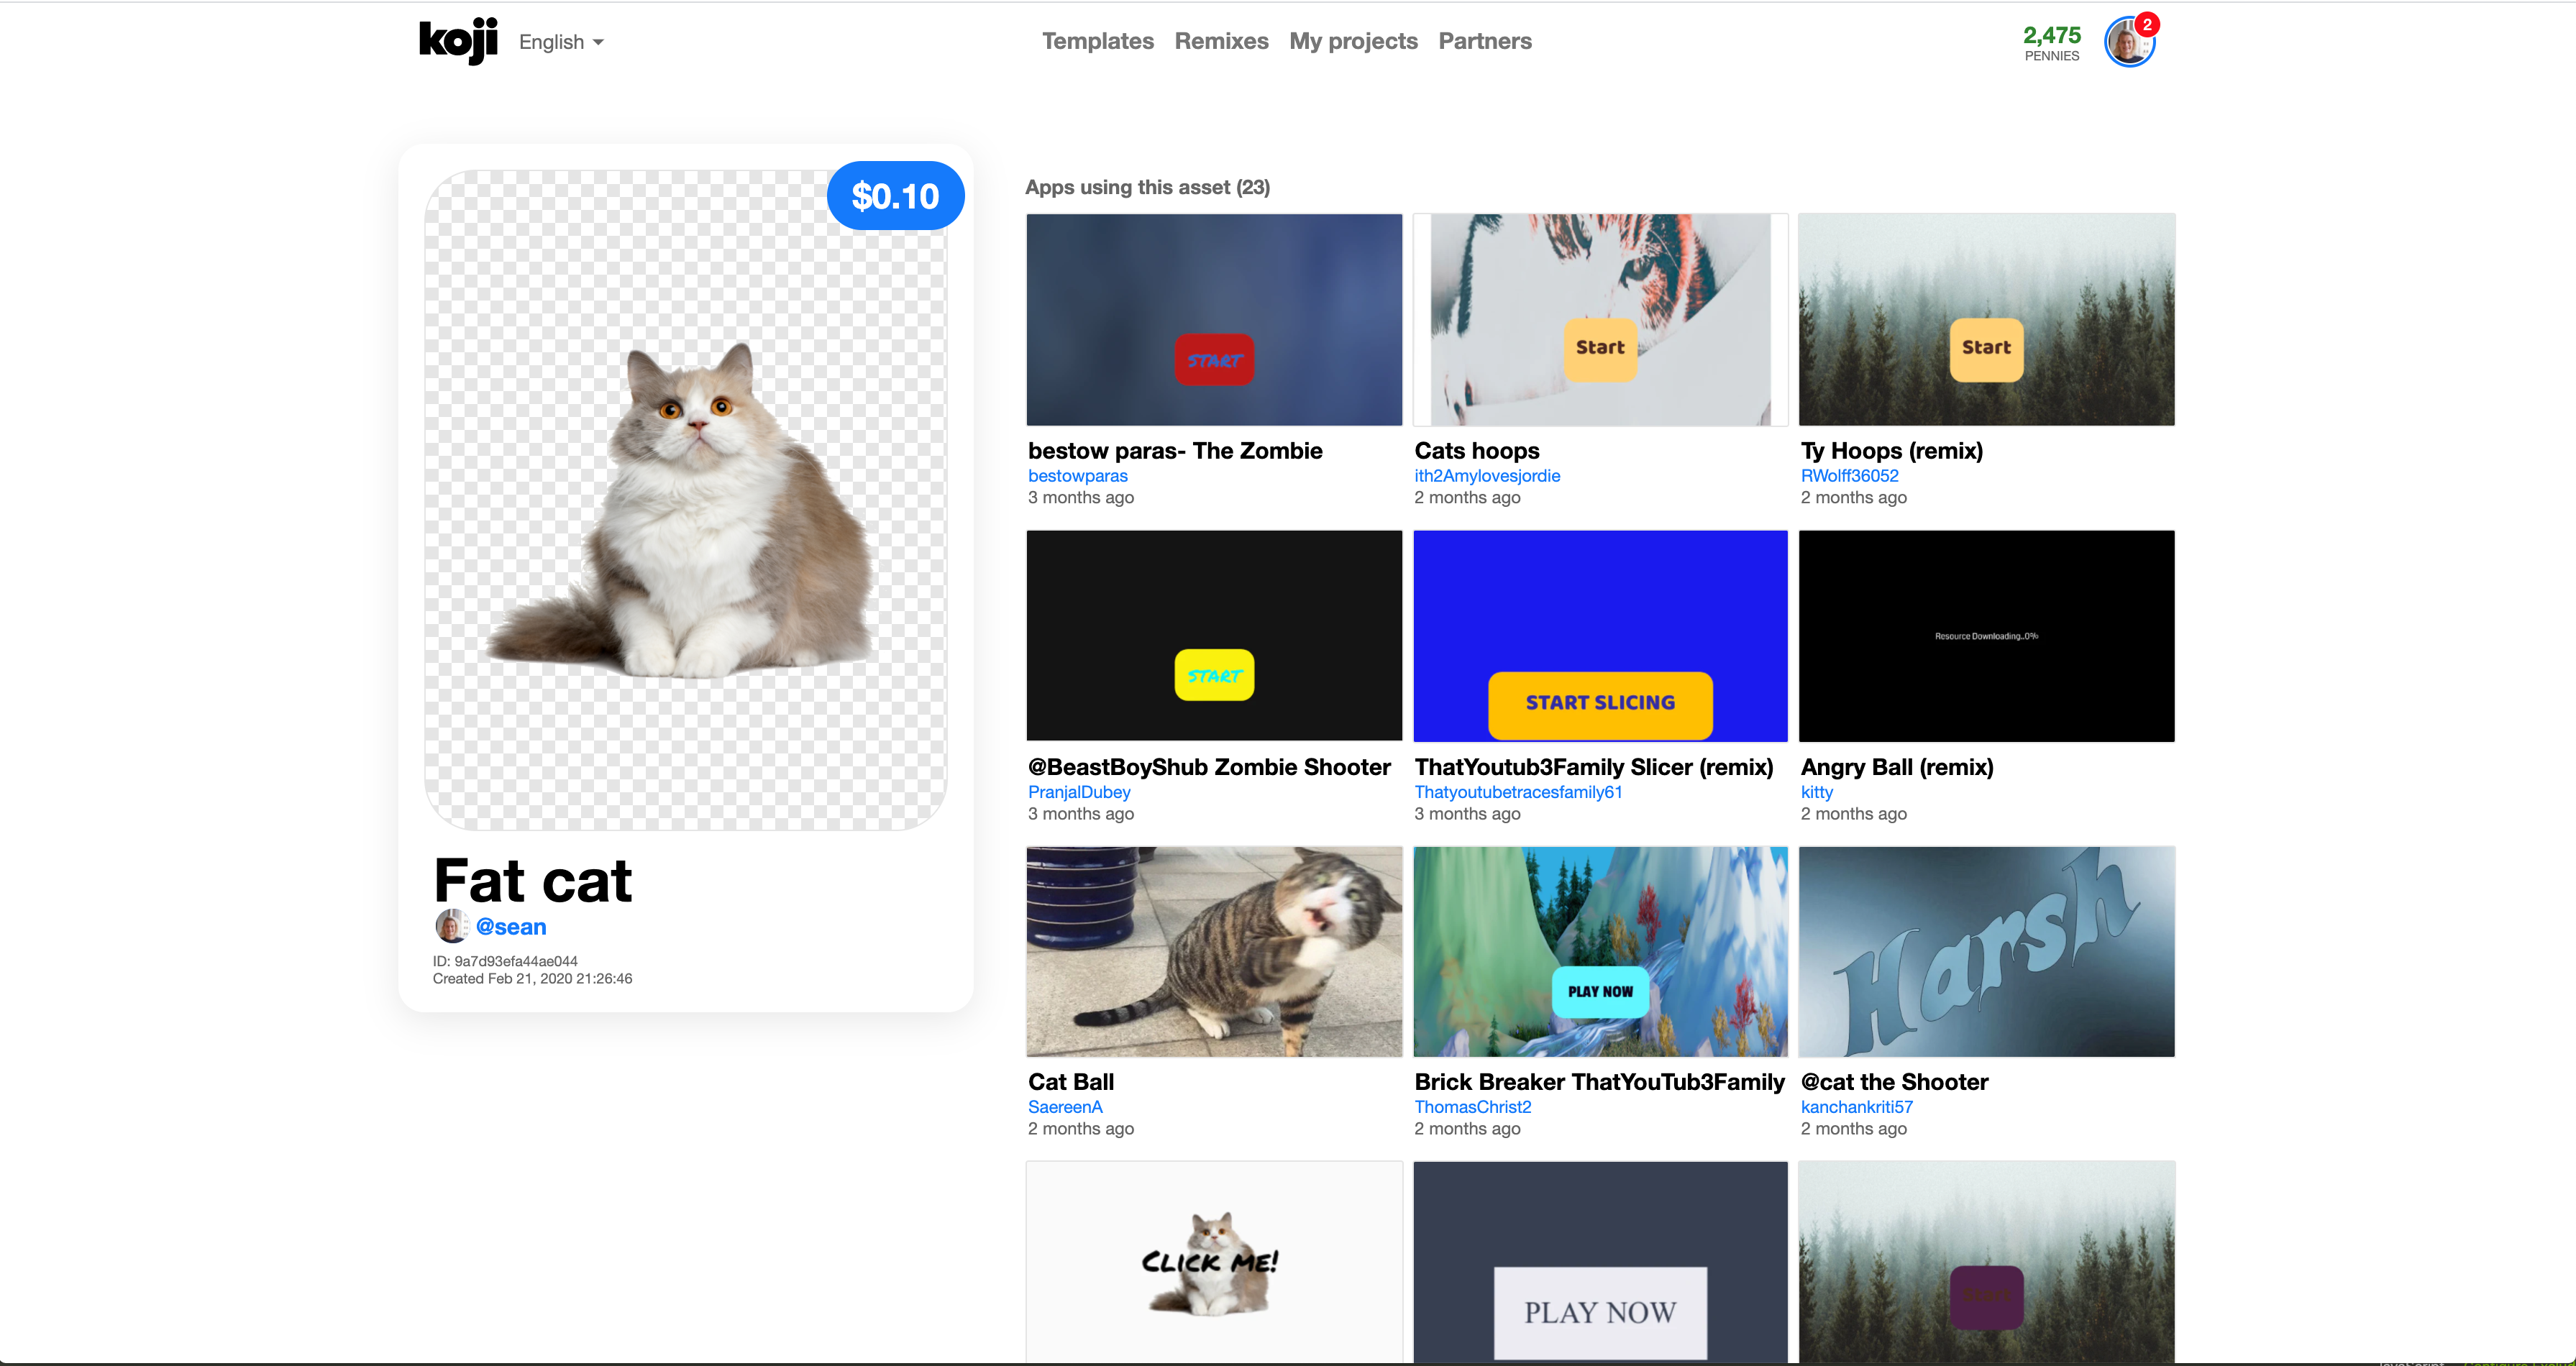 koji
English
Templates Remixes My projects Partners
2,475
PENNIES
2
$0.10
Fat cat
@sean
ID: 9a7d93efa44ae044
Created Feb 21, 2020 21:26:46
Apps using this asset (23)
START
bestow paras- The Zombie
bestowparas
3 months ago
Start
Cats hoops
ith2Amylovesjordie
2 months ago
Start
Ty Hoops (remix)
RWolff36052
2 months ago
START
@BeastBoyShub Zombie Shooter
PranjalDubey
3 months ago
START SLICING
ThatYoutub3Family Slicer (remix)
Thatyoutubetracesfamily61
3 months ago
Resource Downloading...0%
Angry Ball (remix)
kitty
2 months ago
Cat Ball
SaereenA
2 months ago
PLAY NOW
Brick Breaker ThatYouTub3Family
ThomasChrist2
2 months ago
Harsh
@cat the Shooter
kanchankriti57
2 months ago
CLICK ME!
PLAY NOW
Start